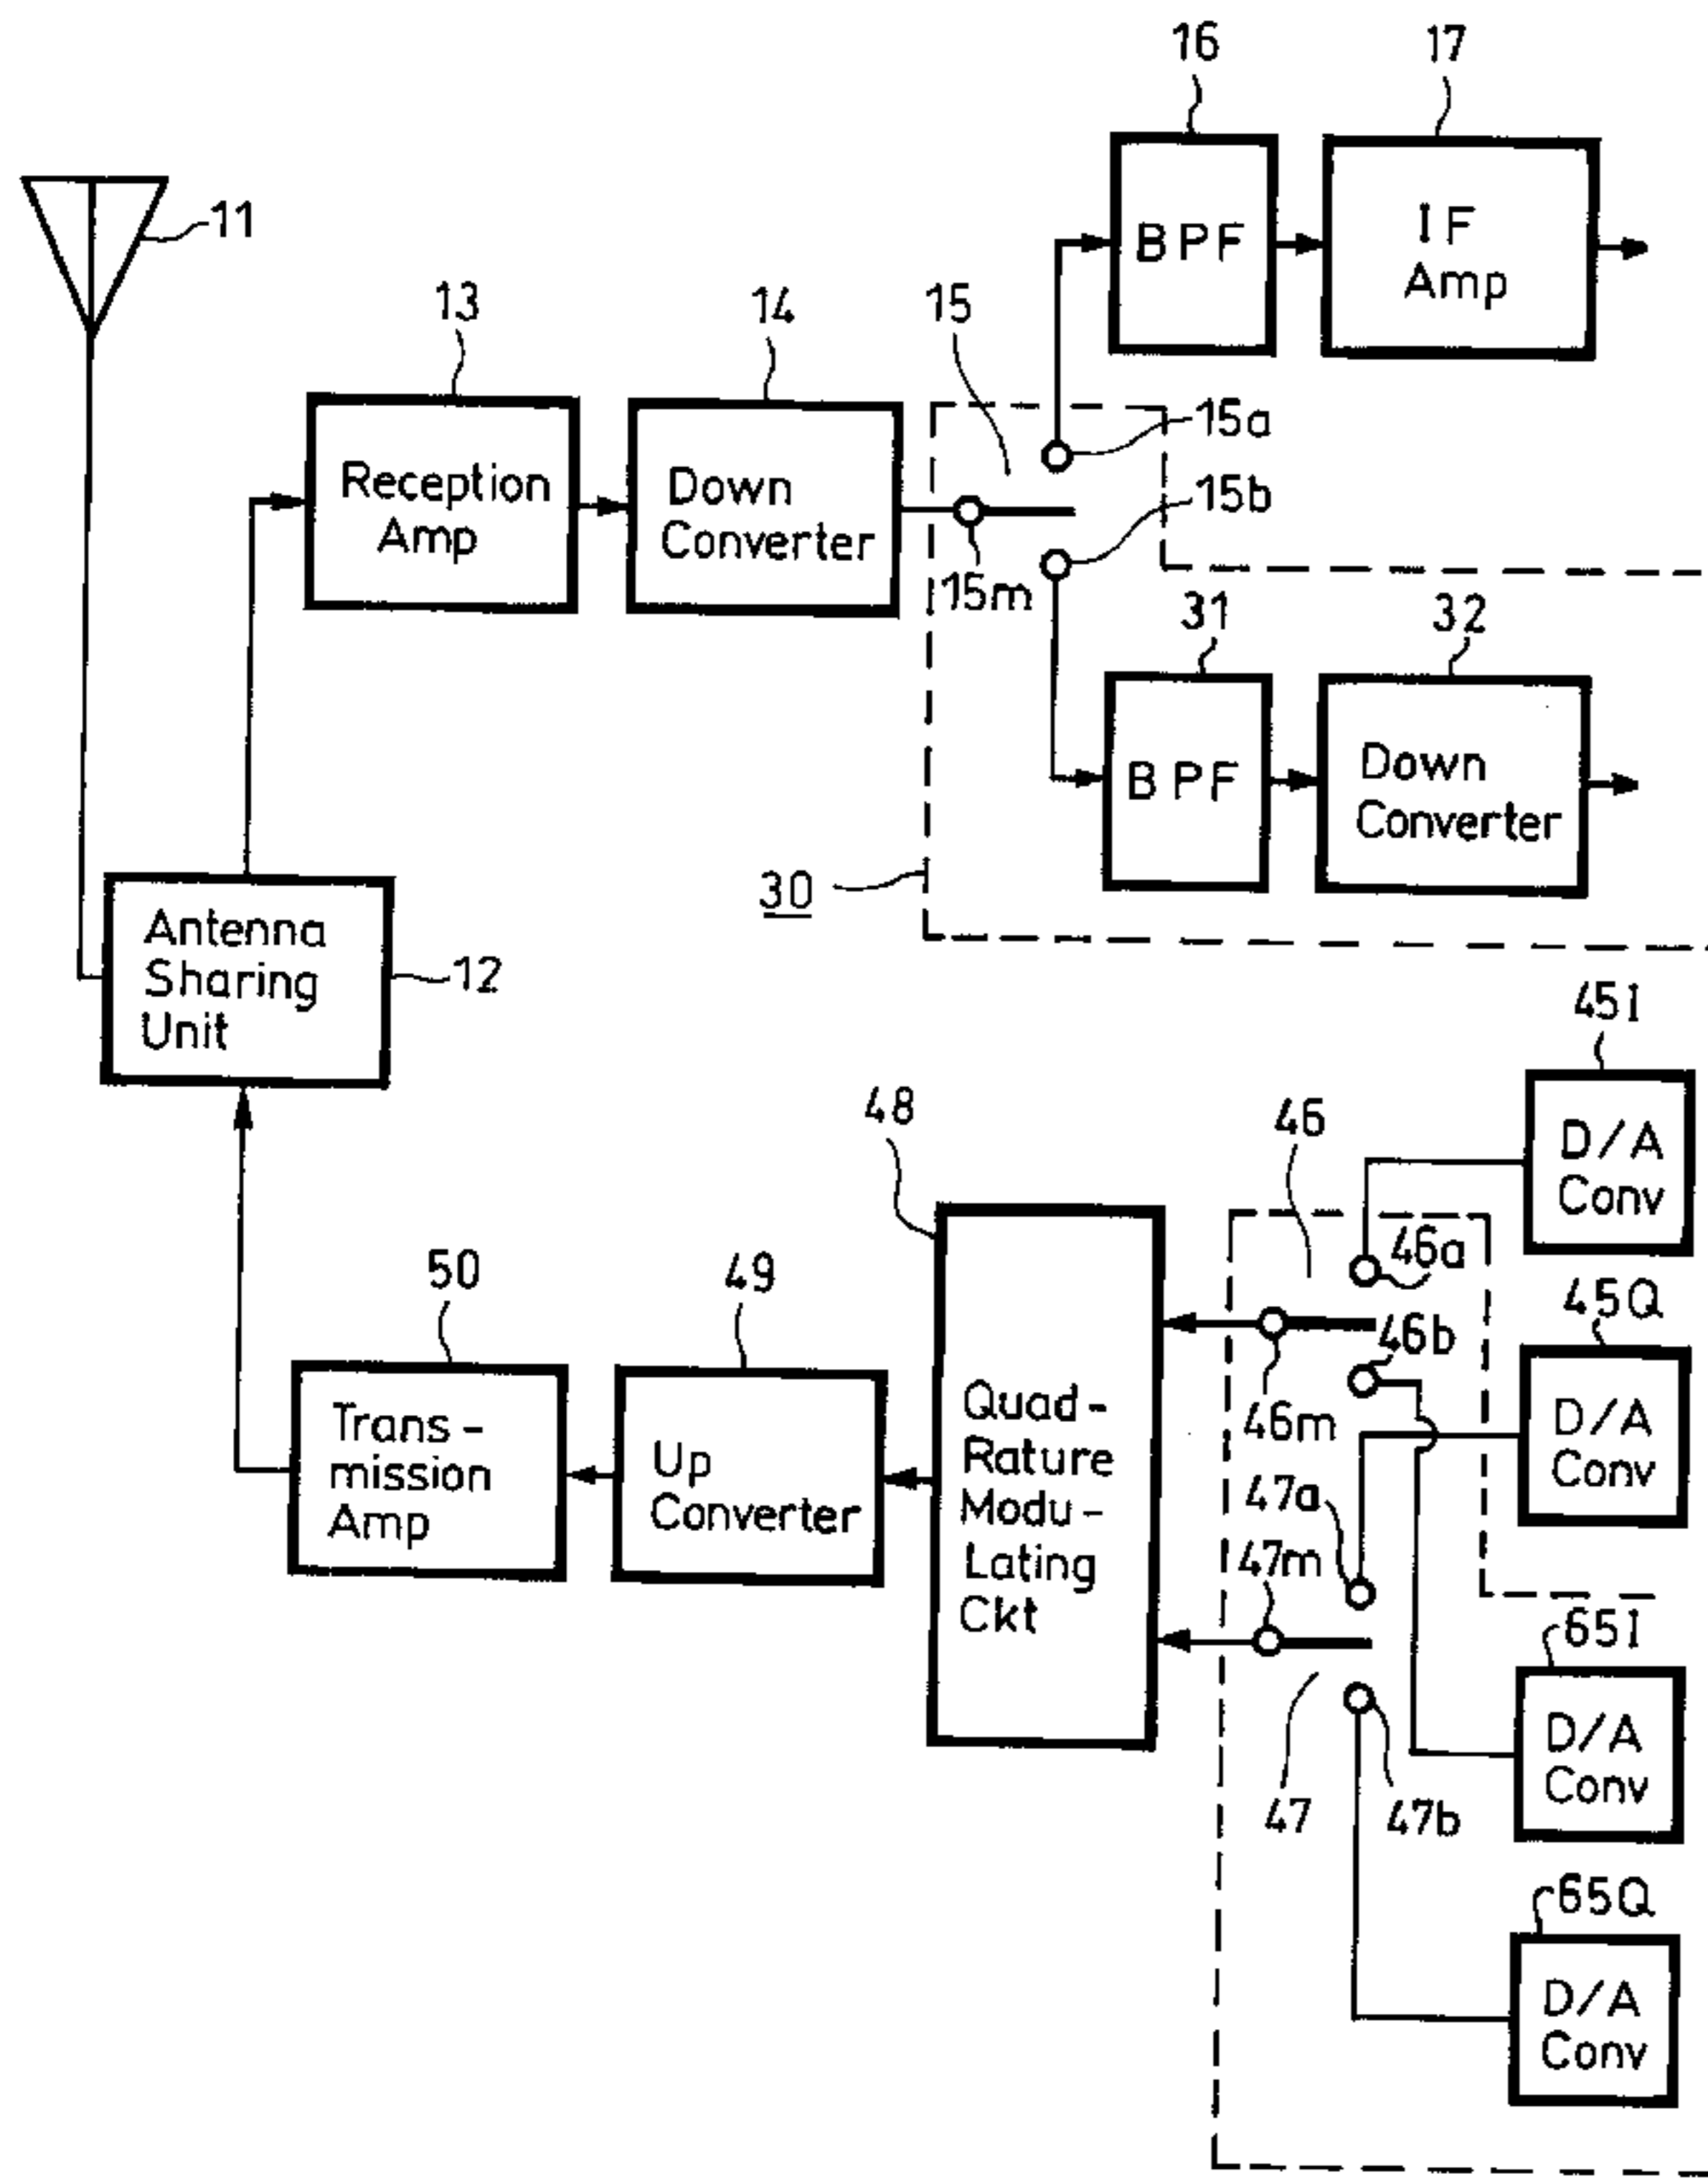 16
17
11
BPF
IF
Amp
13
14
15
15a
Reception
Amp
Down
Converter
15b
15m
31
32
BPF
Down
Converter
30
Antenna
Sharing
Unit
12
45I
48
46
D/A
Conv
46a
50
49
45Q
46b
Trans-
mission
Amp
Up
Converter
Quad-
Rature
Modu-
Lating
Ckt
46m
D/A
Conv
47a
47m
65I
D/A
Conv
47
47b
65Q
D/A
Conv